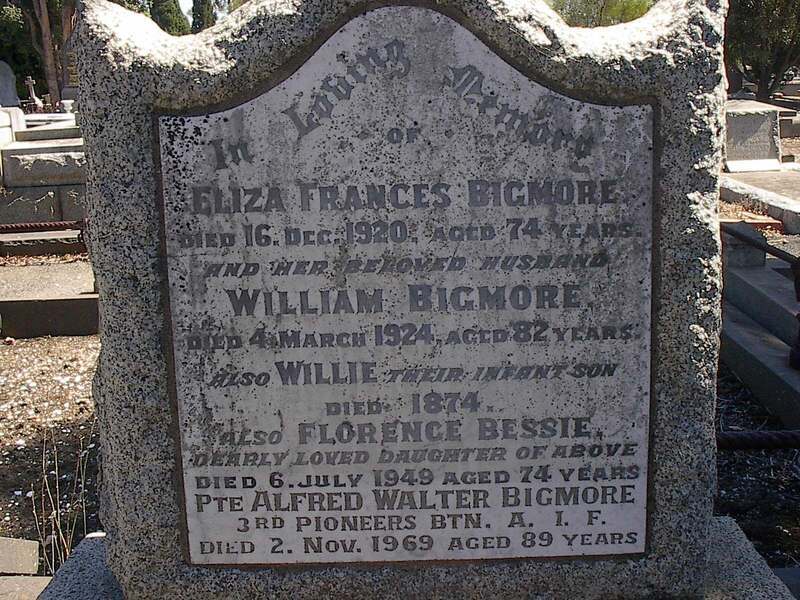 In Loving Memory
OF
ELIZA FRANCES BIGMORE.
DIED 16. DEC. 1920. AGED 74 YEARS.
AND HER BELOVED HUSBAND
WILLIAM BIGMORE.
DIED 4. MARCH 1924. AGED 82 YEARS.
ALSO WILLIE THEIR INFANT SON
DIED 1874.
ALSO FLORENCE BESSIE.
DEARLY LOVED DAUGHTER OF ABOVE
DIED 6. JULY 1949 AGED 74 YEARS
PTE ALFRED WALTER BIGMORE
3RD PIONEERS BTN. A. I. F.
DIED 2. NOV. 1969 AGED 89 YEARS